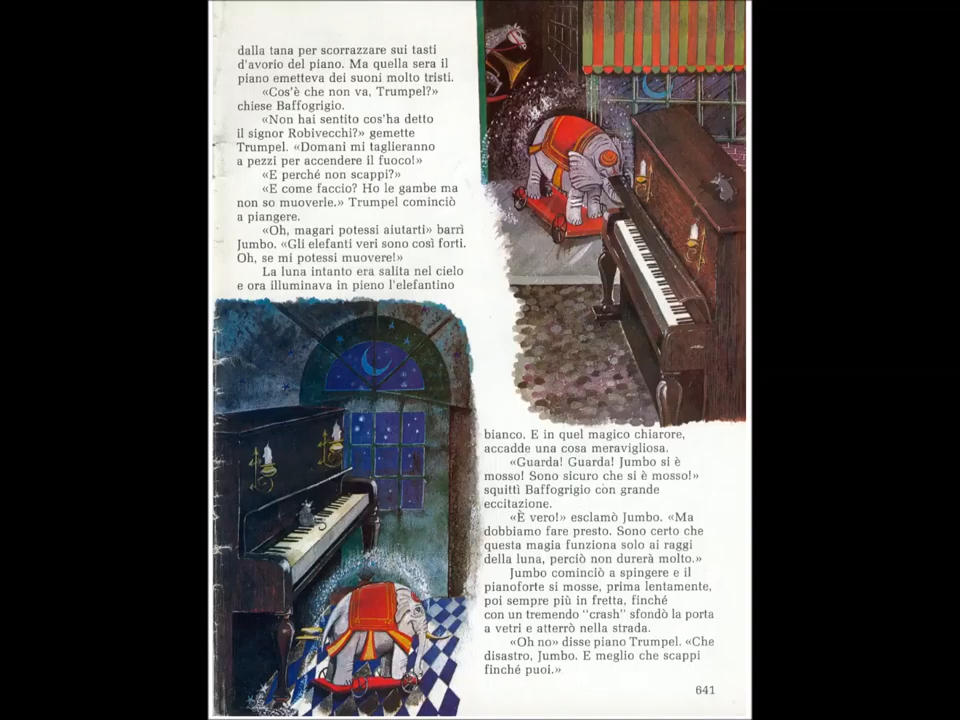 dalla tana per scorrazzare sui tasti
d'avorio del piano. Ma quella sera il
piano emetteva dei suoni molto tristi.
«Cos'è che non va, Trumpel?»
chiese Baffogrigio.
«Non hai sentito cos'ha detto
il signor Robivecchi?» gemette
Trumpel. «Domani mi taglieranno
a pezzi per accendere il fuoco!»
«E perché non scappi?»
«E come faccio? Ho le gambe ma
non so muoverle.» Trumpel cominciò
a piangere.
«Oh, magari potessi aiutarti» barrì
Jumbo. «Gli elefanti veri sono così forti.
Oh, se mi potessi muovere!»
La luna intanto era salita nel cielo
e ora illuminava in pieno l'elefantino
bianco. E in quel magico chiarore,
accadde una cosa meravigliosa.
«Guarda! Guarda! Jumbo si è
mosso! Sono sicuro che si è mosso!»
squittì Baffogrigio con grande
eccitazione.
«È vero!» esclamò Jumbo. «Ma
dobbiamo fare presto. Sono certo che
questa magia funziona solo ai raggi
della luna, perciò non durerà molto.»
Jumbo cominciò a spingere e il
pianoforte si mosse, prima lentamente,
poi sempre più in fretta, finché
con un tremendo "crash" sfondò la porta
a vetri e atterrò nella strada.
«Oh no» disse piano Trumpel. «Che
disastro, Jumbo. E meglio che scappi
finché puoi.»
641